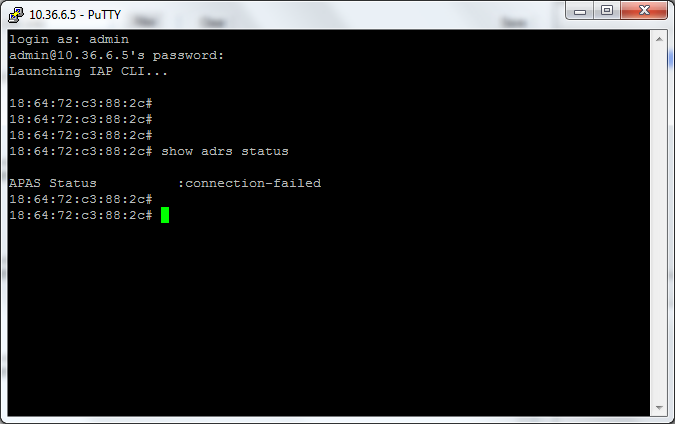 10.36.6.5 - PuTTY
login as: admin
admin@10.36.6.5's password:
Launching IAP CLI...
18:64:72:c3:88:2c#
18:64:72:c3:88:2c#
18:64:72:c3:88:2c#
18:64:72:c3:88:2c# show adrs status
APAS Status :connection-failed
18:64:72:c3:88:2c#
18:64:72:c3:88:2c#